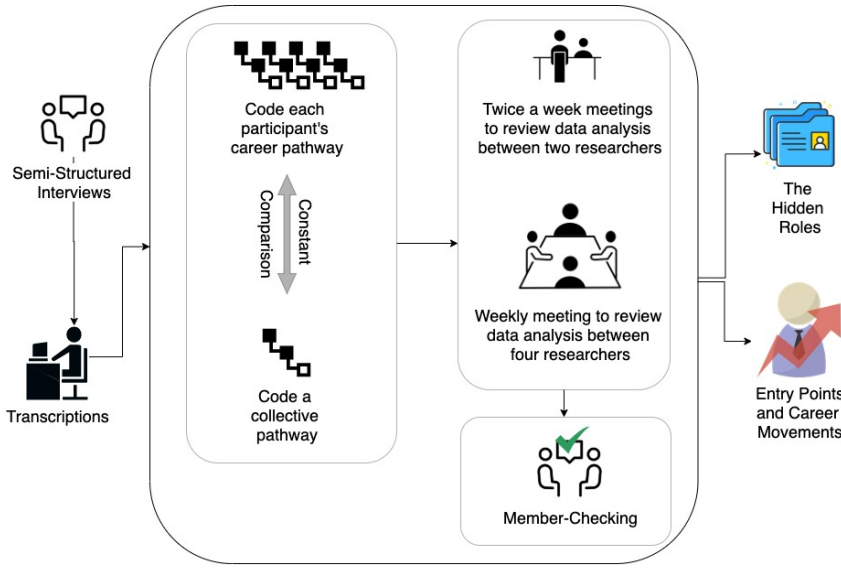 Semi-Structured
Interviews
Transcriptions
Code each
participant's
career pathway
Constant
Comparison
Code a
collective
pathway
Twice a week meetings
to review data analysis
between two researchers
Weekly meeting to review
data analysis between
four researchers
Member-Checking
The
Hidden
Roles
Entry Points
and Career
Movements